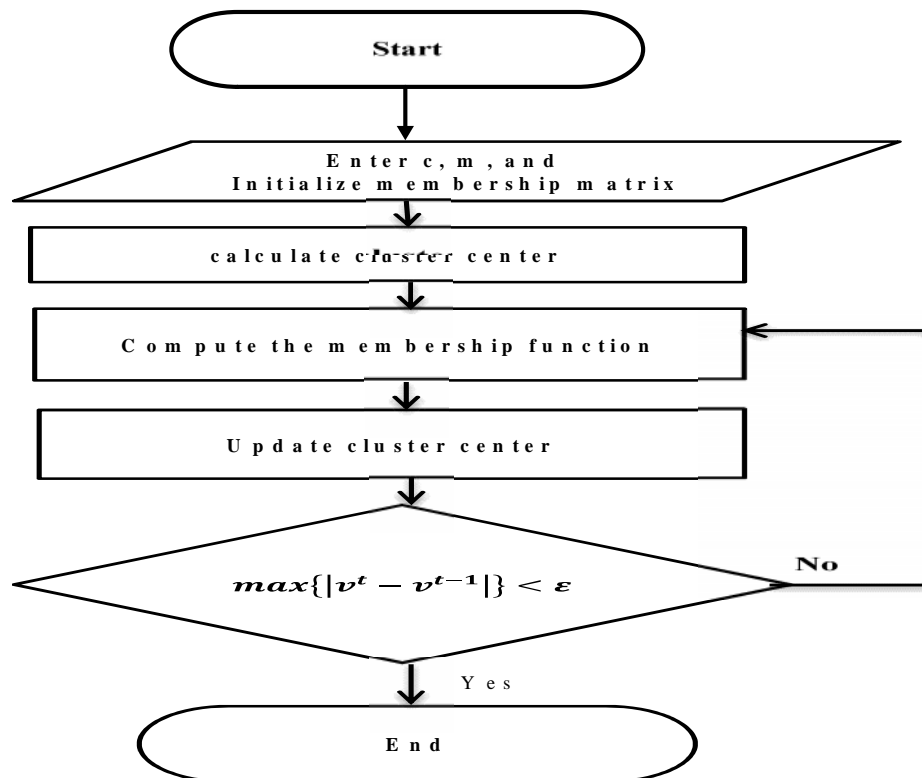 Start
Enter c, m, and
Initialize membership matrix
calculate cluster center
Compute the membership function
Update cluster center
max{|v^t − v^{t−1}|} < ε
No
Yes
End